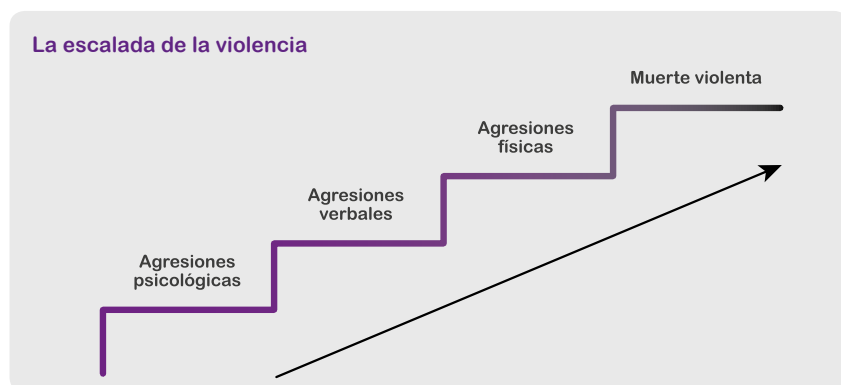 La escalada de la violencia
Muerte violenta
Agresiones
físicas
Agresiones
verbales
Agresiones
psicológicas